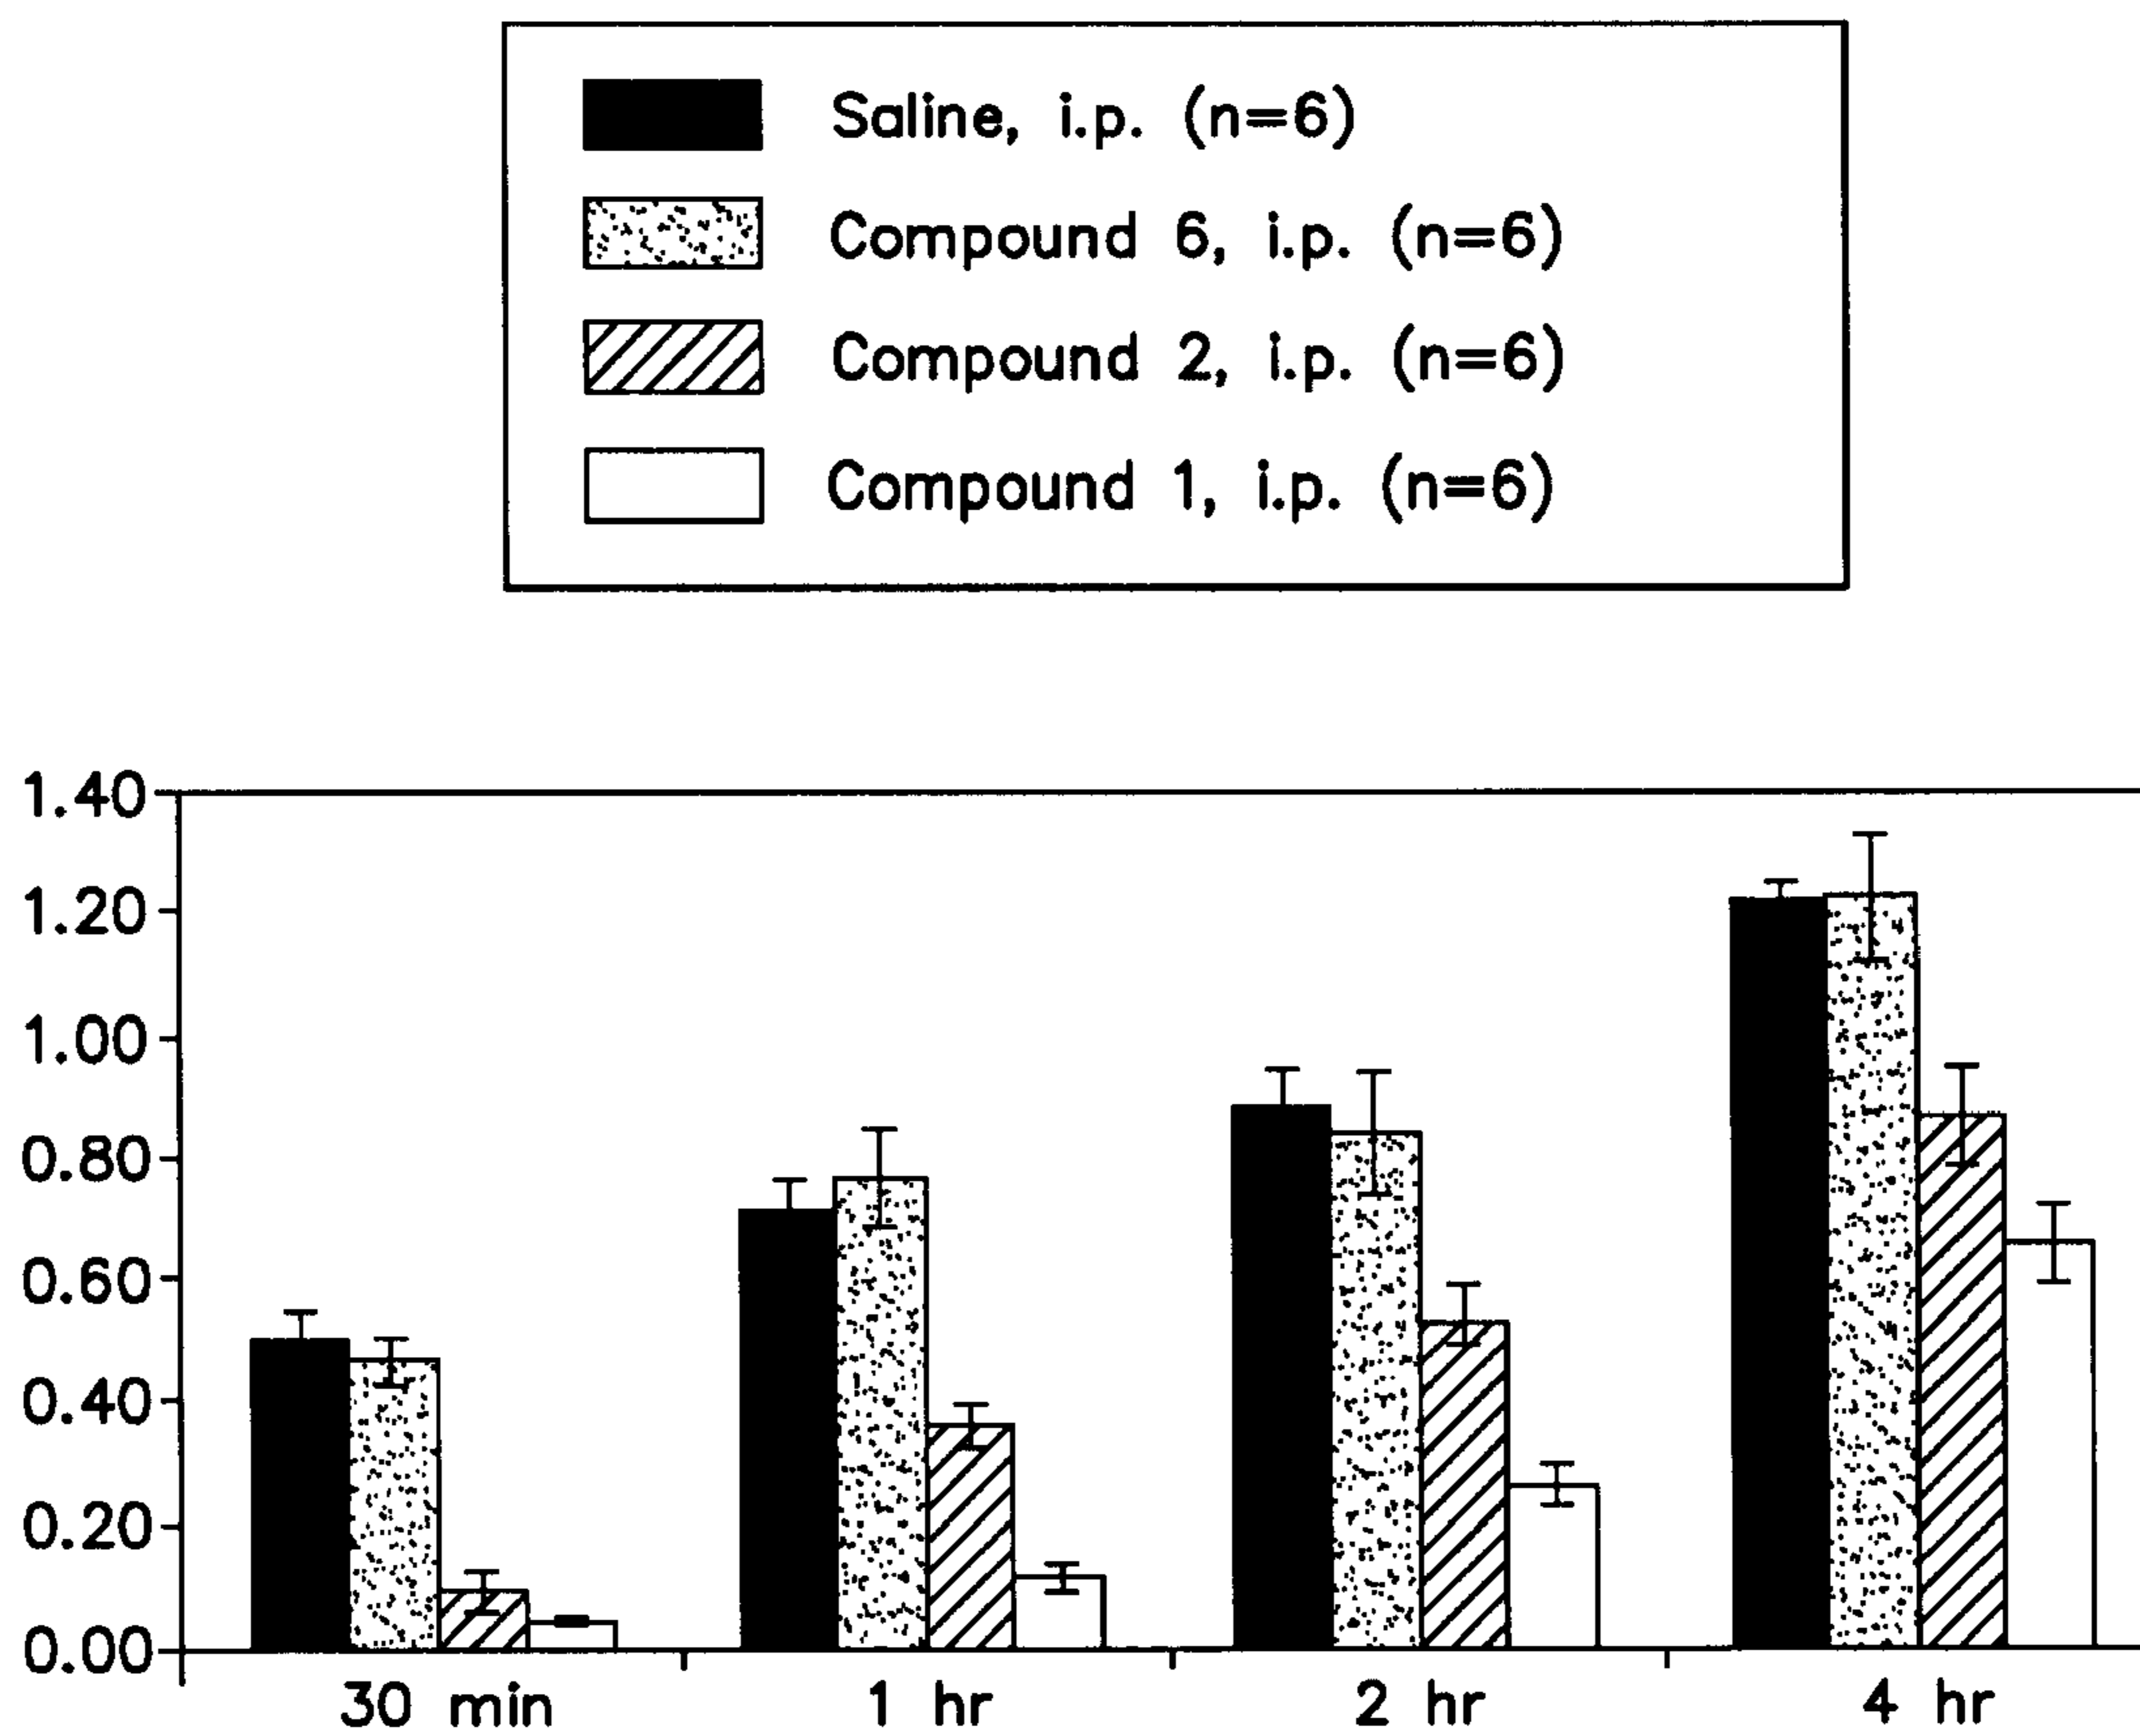 Saline, i.p. (n=6)
Compound 6, i.p. (n=6)
Compound 2, i.p. (n=6)
Compound 1, i.p. (n=6)
1.40
1.20
1.00
0.80
0.60
0.40
0.20
0.00
30 min 1 hr 2 hr 4 hr